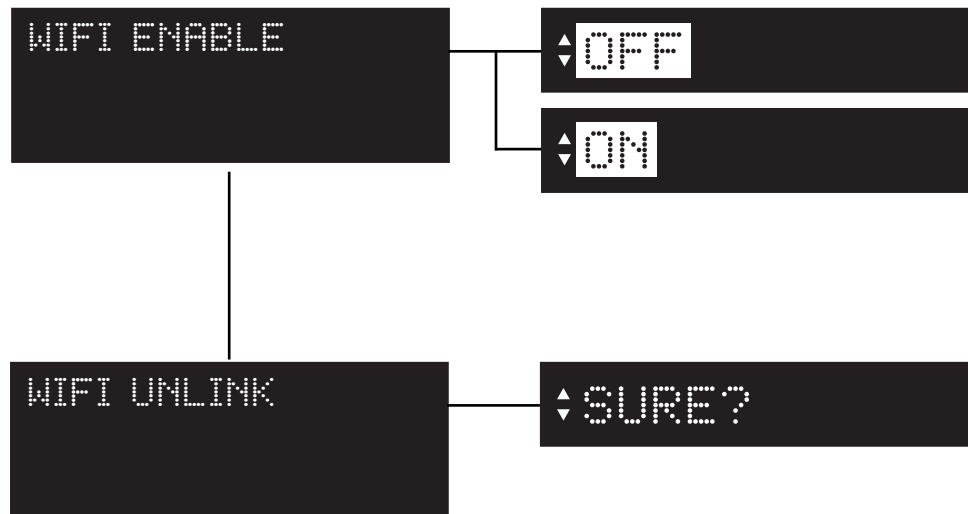 WIFI ENABLE
OFF
ON
WIFI UNLINK
SURE?